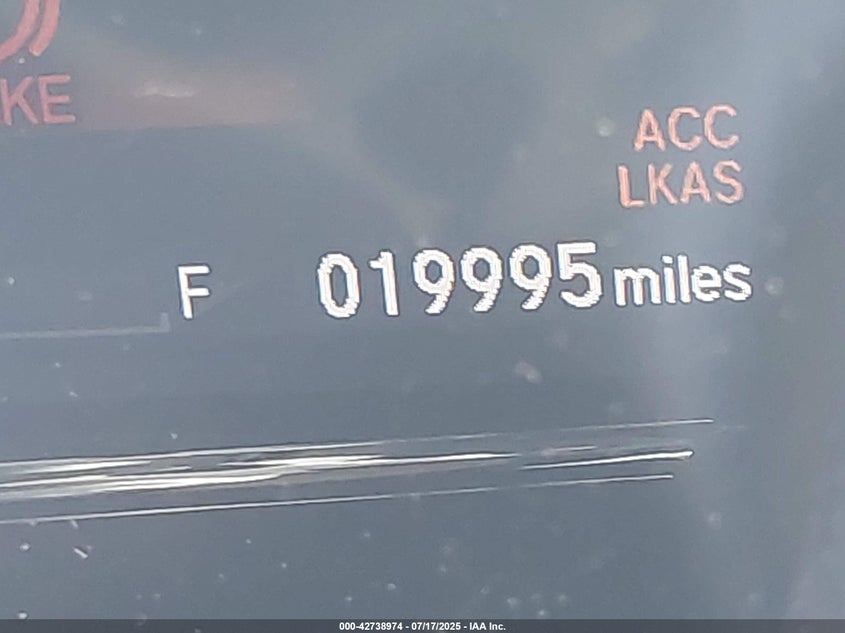 KE
ACC
LKAS
F 019995 miles
000-42738974 - 07/17/2025 - IAA Inc.